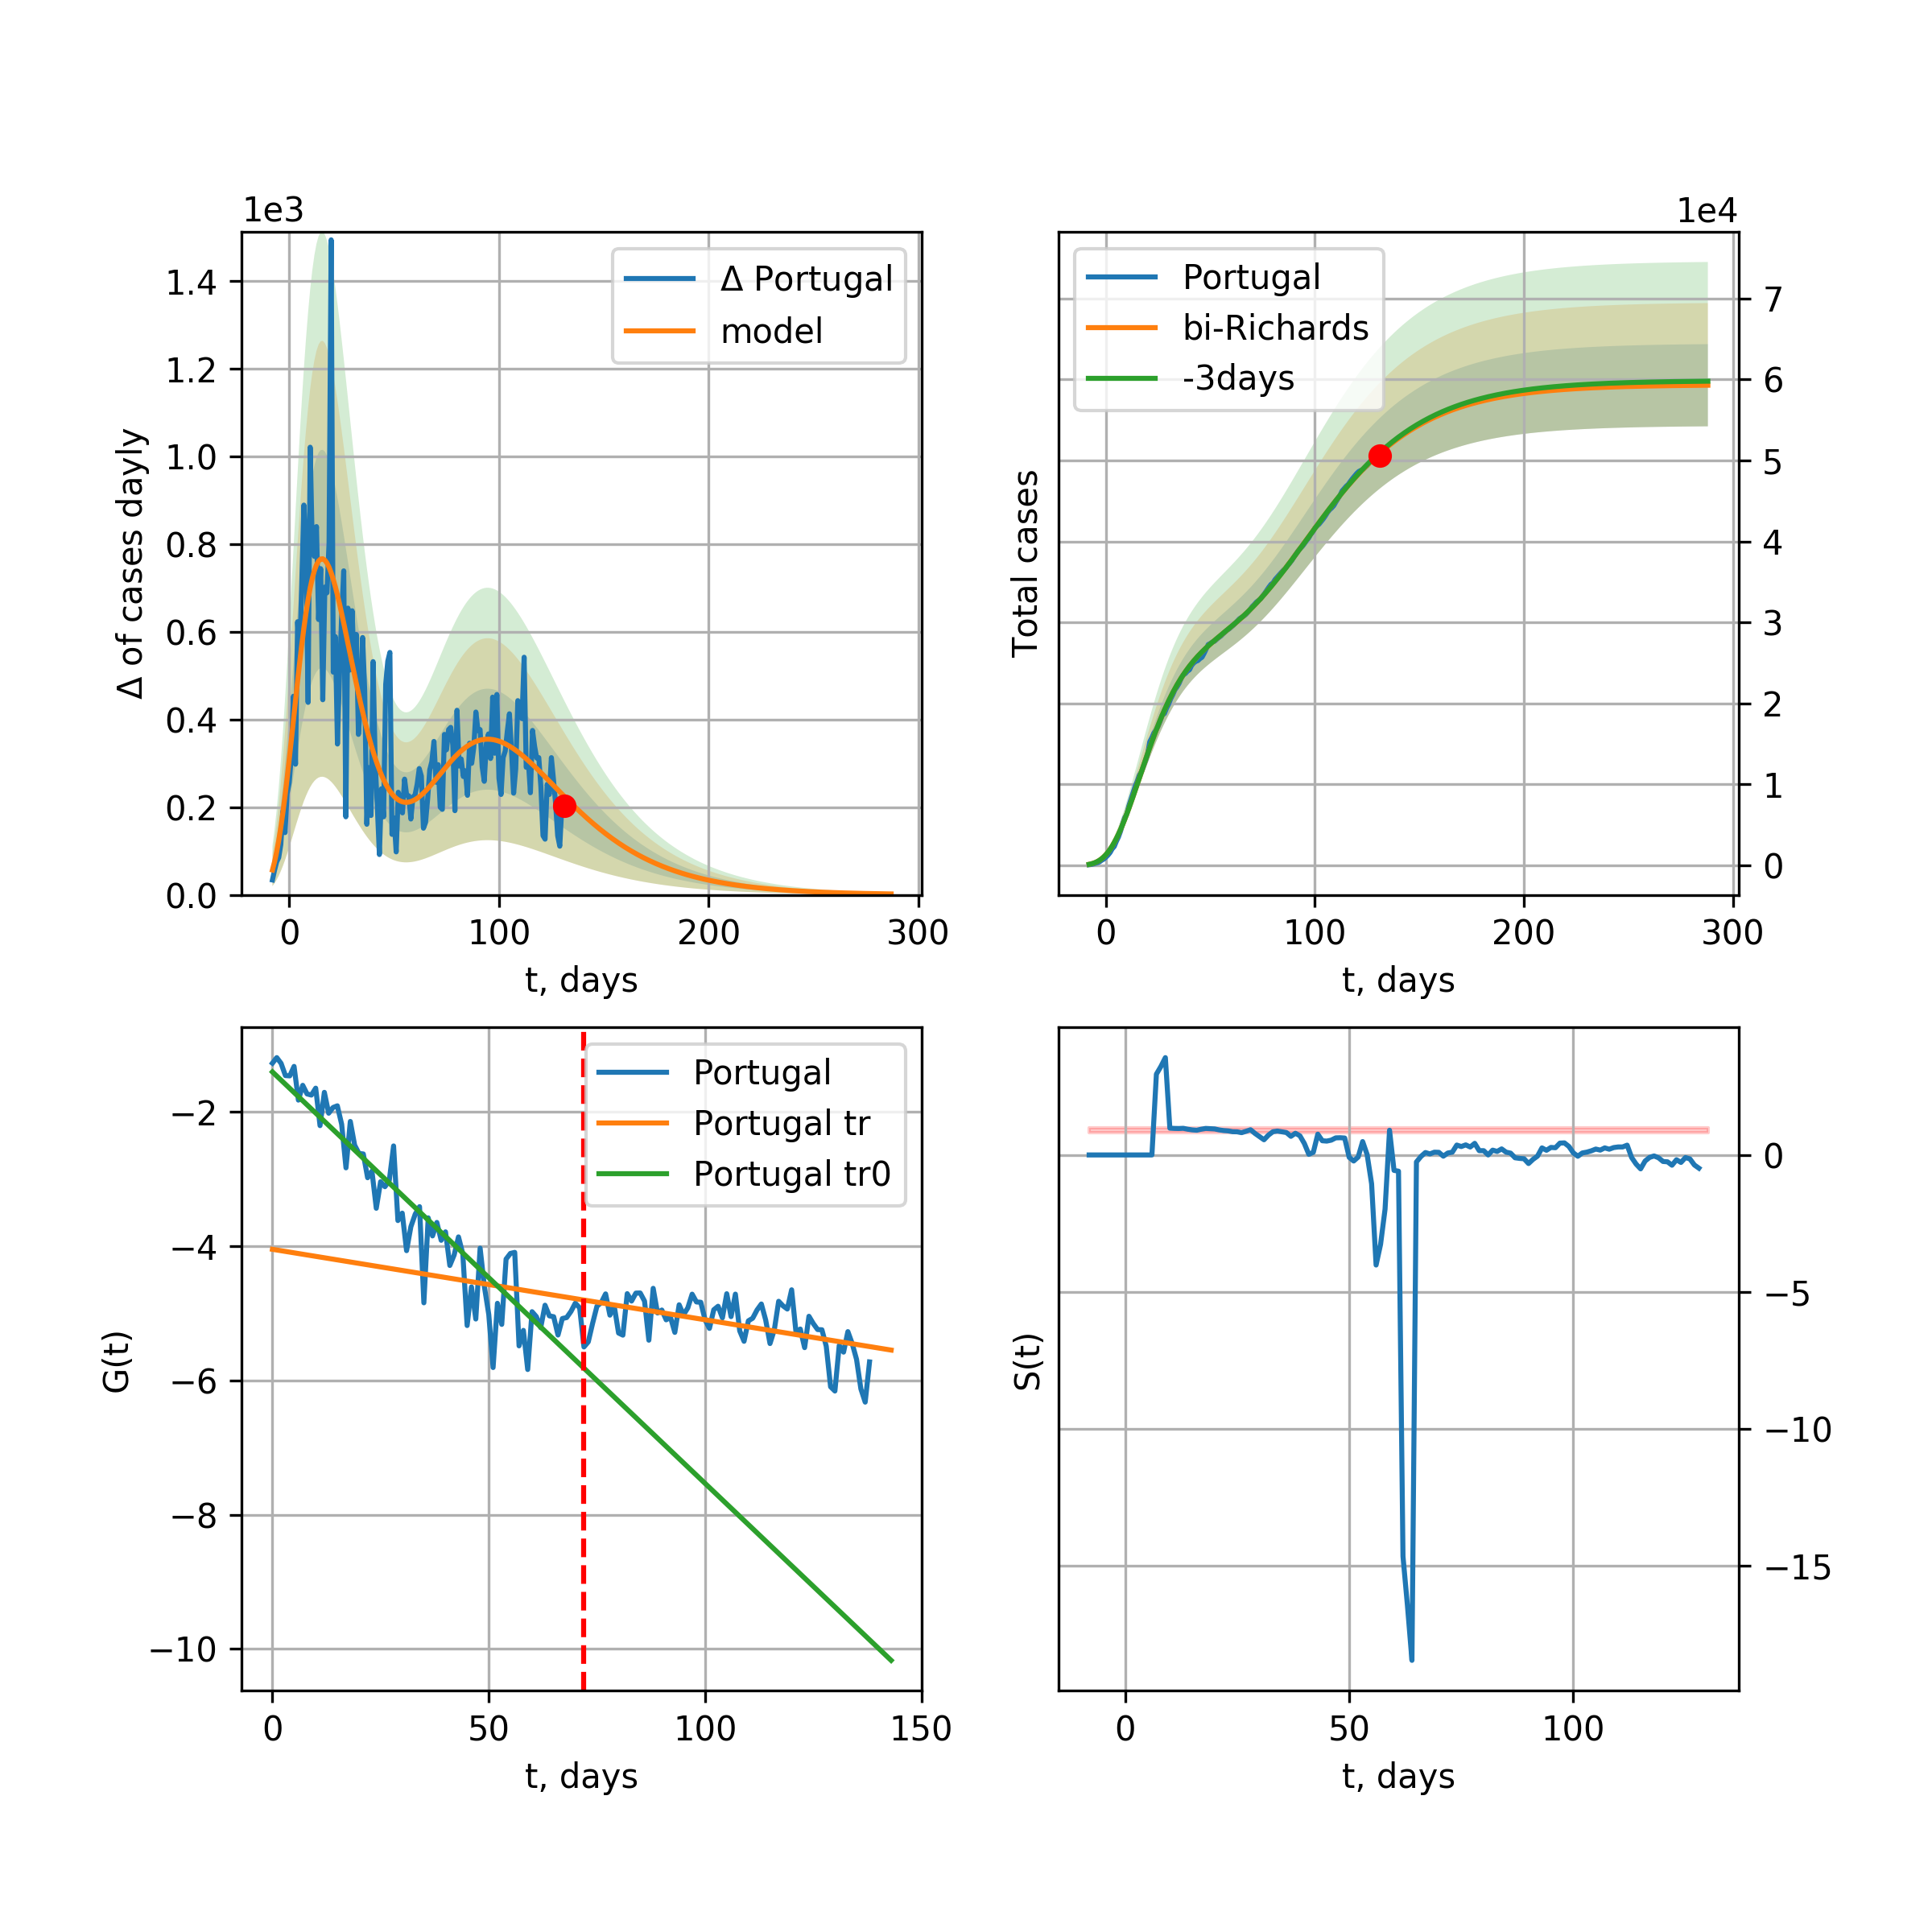 1e3
Δ of cases dayly
1.4
1.2
1.0
0.8
0.6
0.4
0.2
0.0
Δ Portugal
model
0 100 200 300
t, days
1e4
Total cases
Portugal
bi-Richards
-3days
7
6
5
4
3
2
1
0
0 100 200 300
t, days
G(t)
−2
−4
−6
−8
−10
Portugal
Portugal tr
Portugal tr0
0 50 100 150
t, days
S(t)
0
−5
−10
−15
0 50 100
t, days